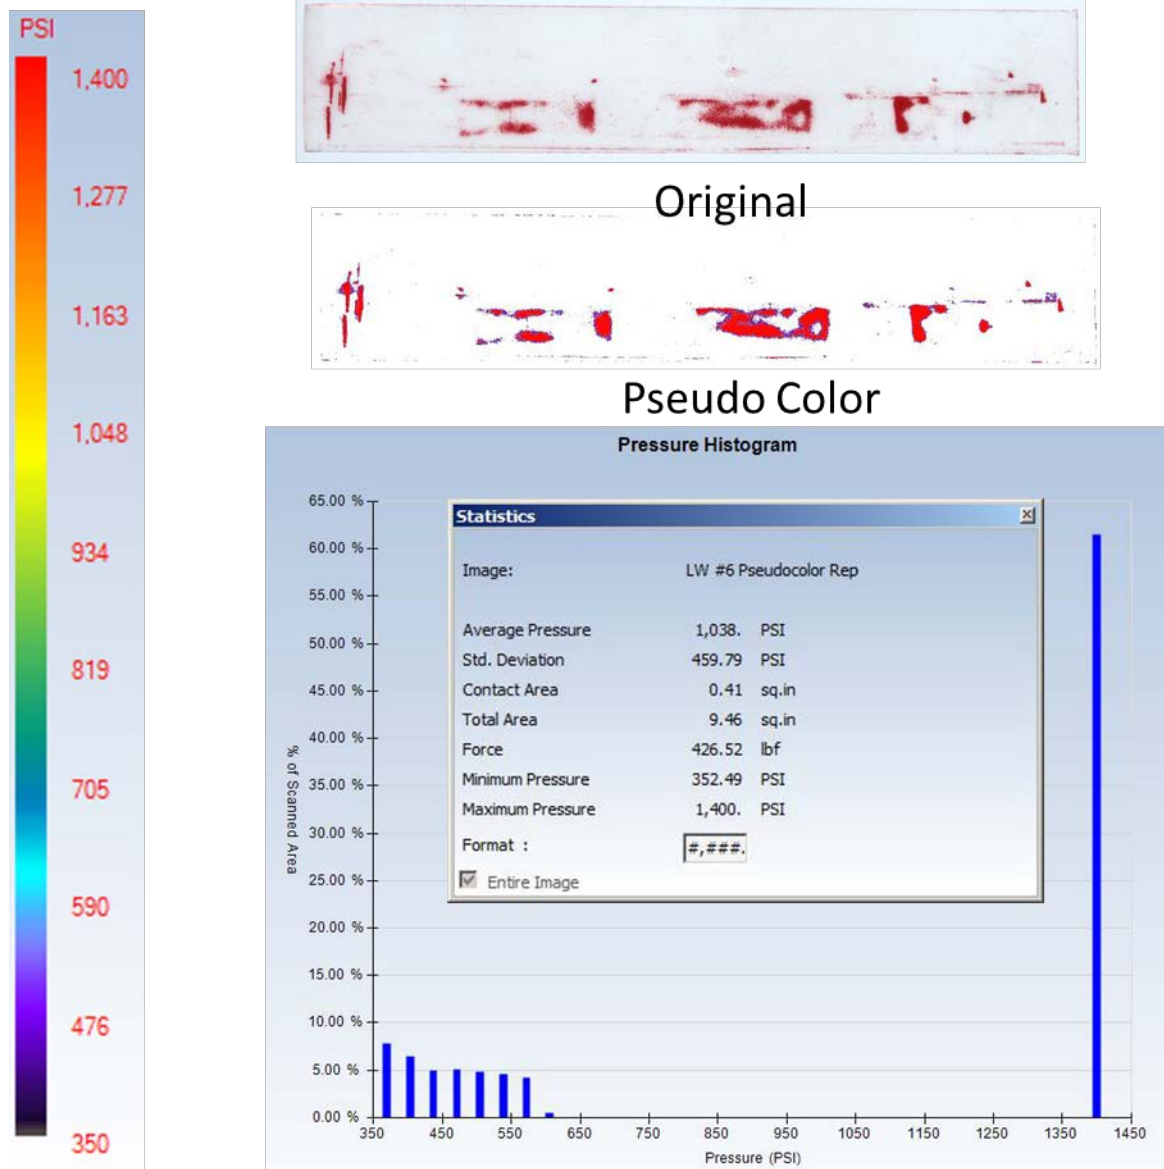 PSI
1,400
1,277
1,163
1,048
934
819
705
590
476
350
Original
Pseudo Color
Pressure Histogram
65.00 %
60.00 %
55.00 %
50.00 %
45.00 %
40.00 %
35.00 %
30.00 %
25.00 %
20.00 %
15.00 %
10.00 %
5.00 %
0.00 %
% of Scanned Area
Statistics
Image: LW #6 Pseudocolor Rep
Average Pressure 1,038. PSI
Std. Deviation 459.79 PSI
Contact Area 0.41 sq.in
Total Area 9.46 sq.in
Force 426.52 lbf
Minimum Pressure 352.49 PSI
Maximum Pressure 1,400. PSI
Format : #,###.
Entire Image
350 450 550 650 750 850 950 1050 1150 1250 1350 1450
Pressure (PSI)